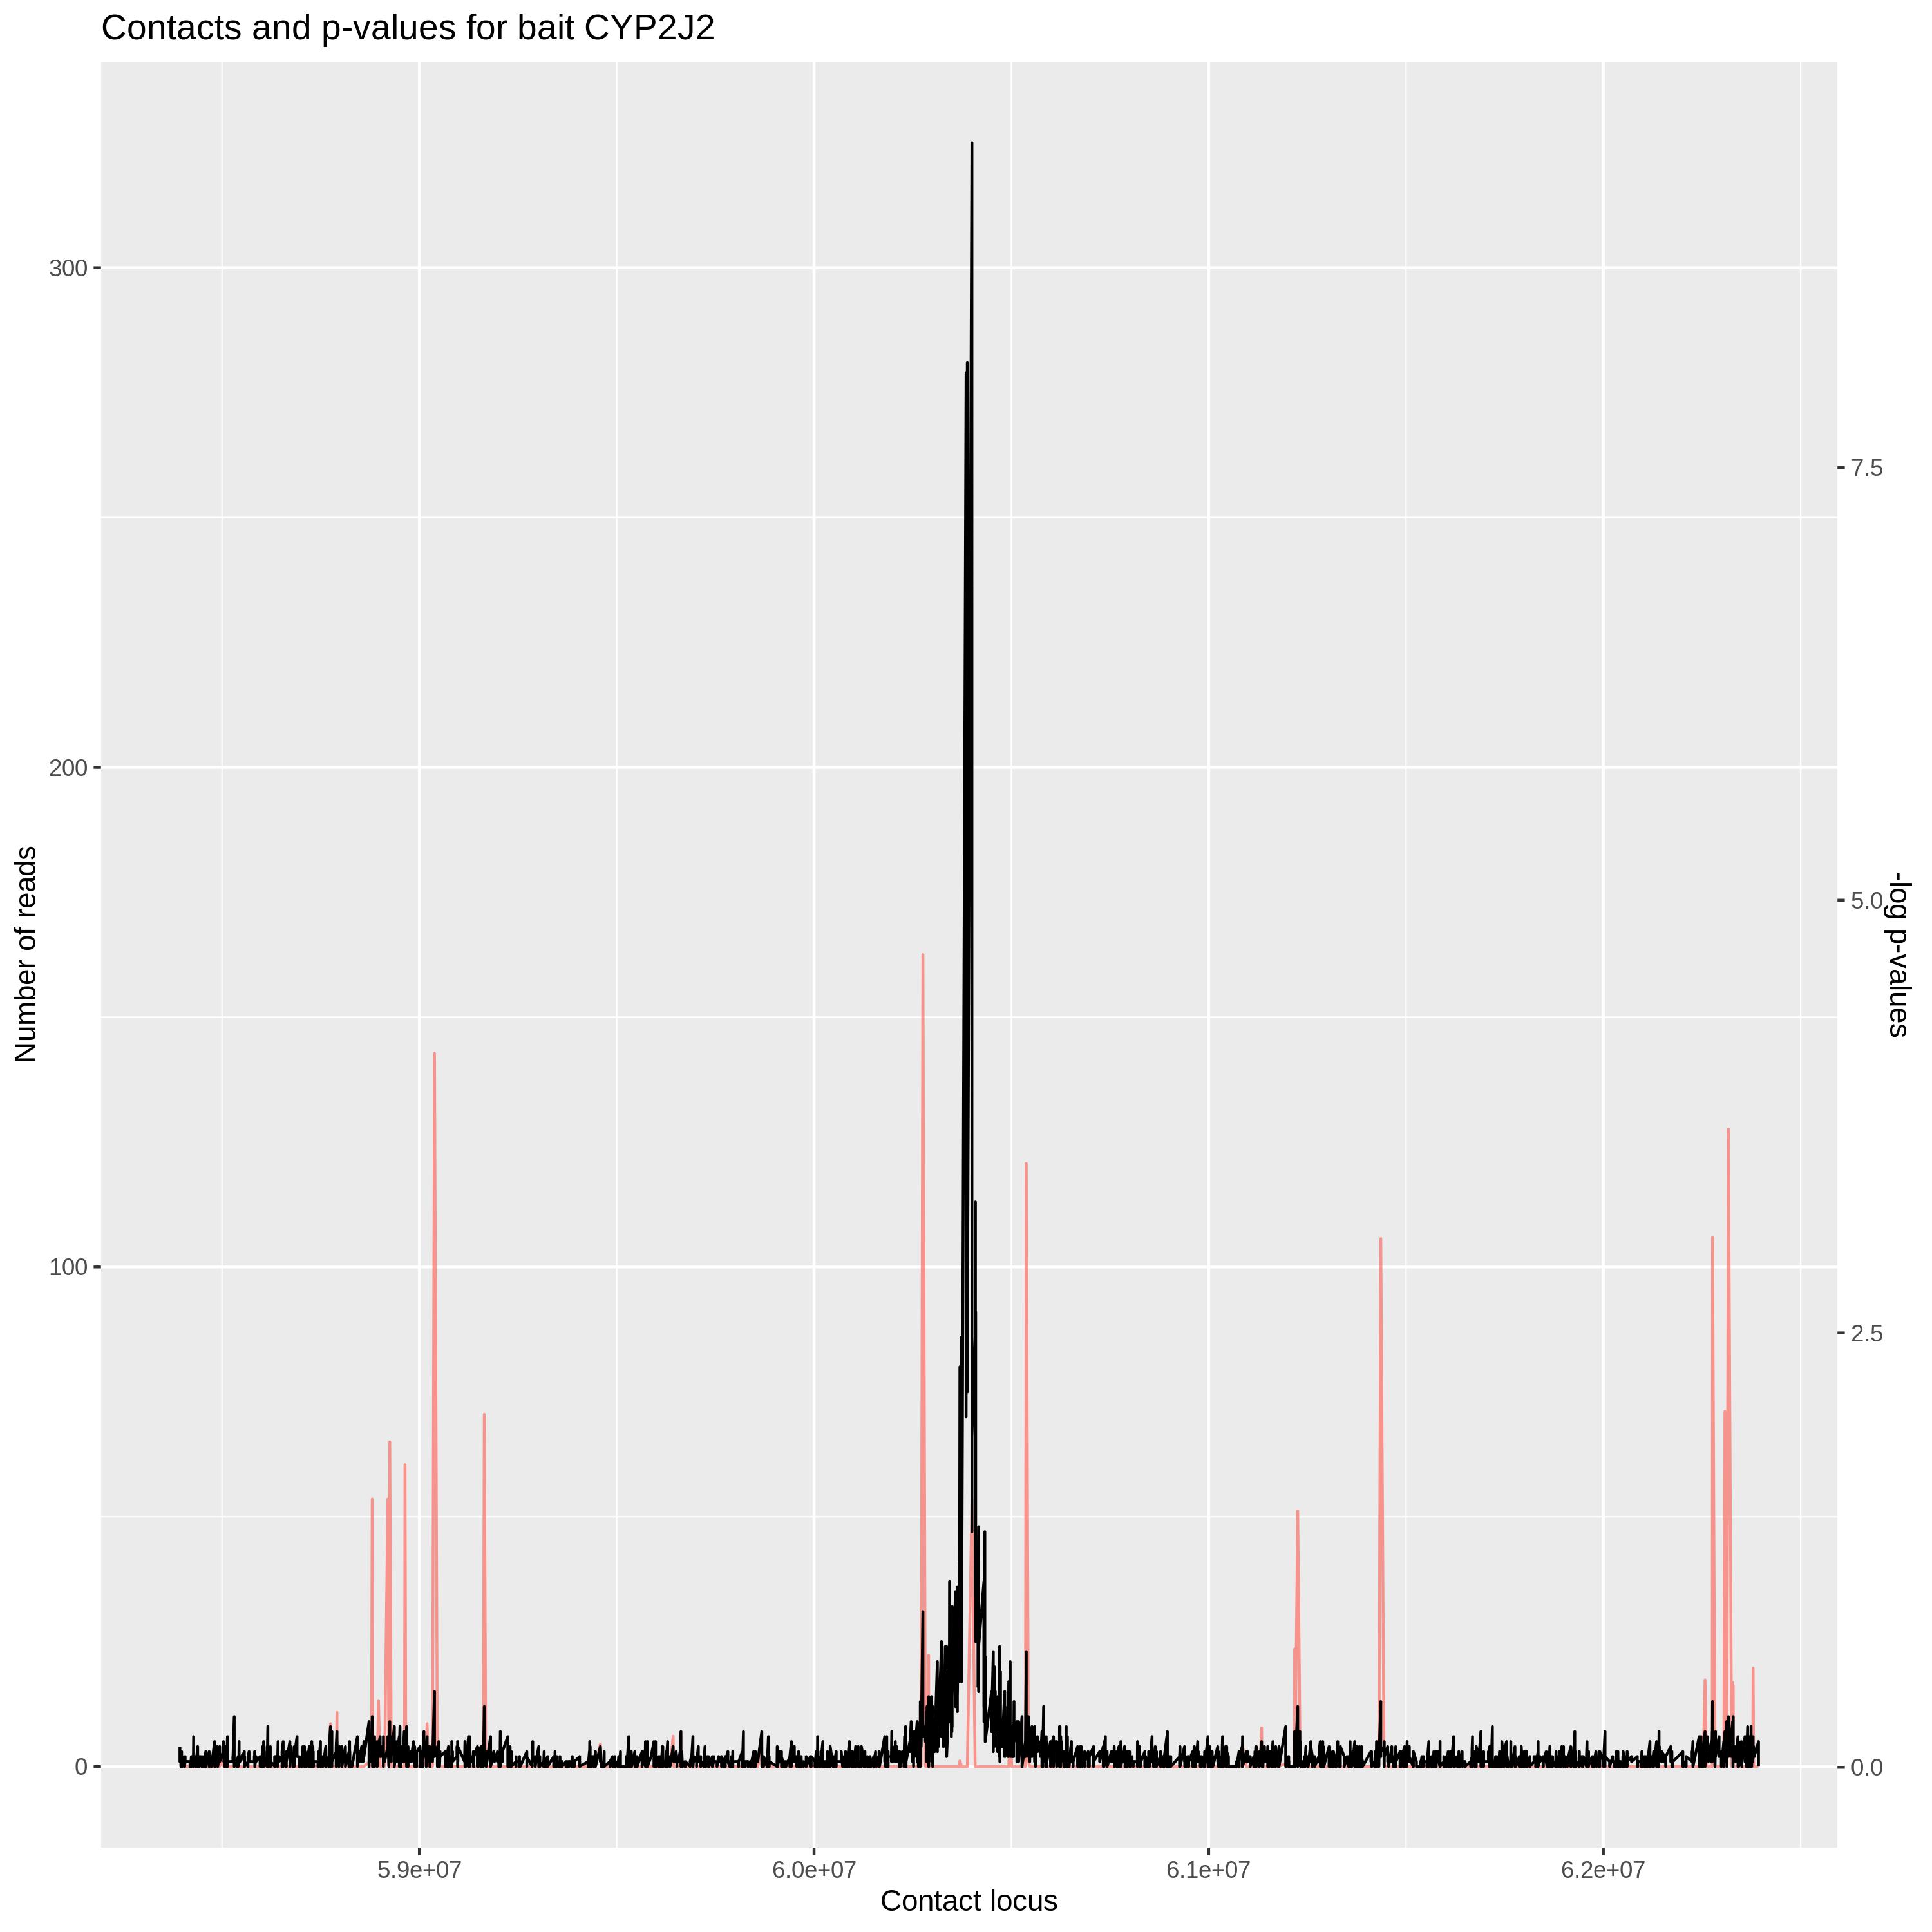 Contacts and p-values for bait CYP2J2
300
200
100
0
Number of reads
7.5
5.0
2.5
0.0
-log p-values
5.9e+07
6.0e+07
6.1e+07
6.2e+07
Contact locus